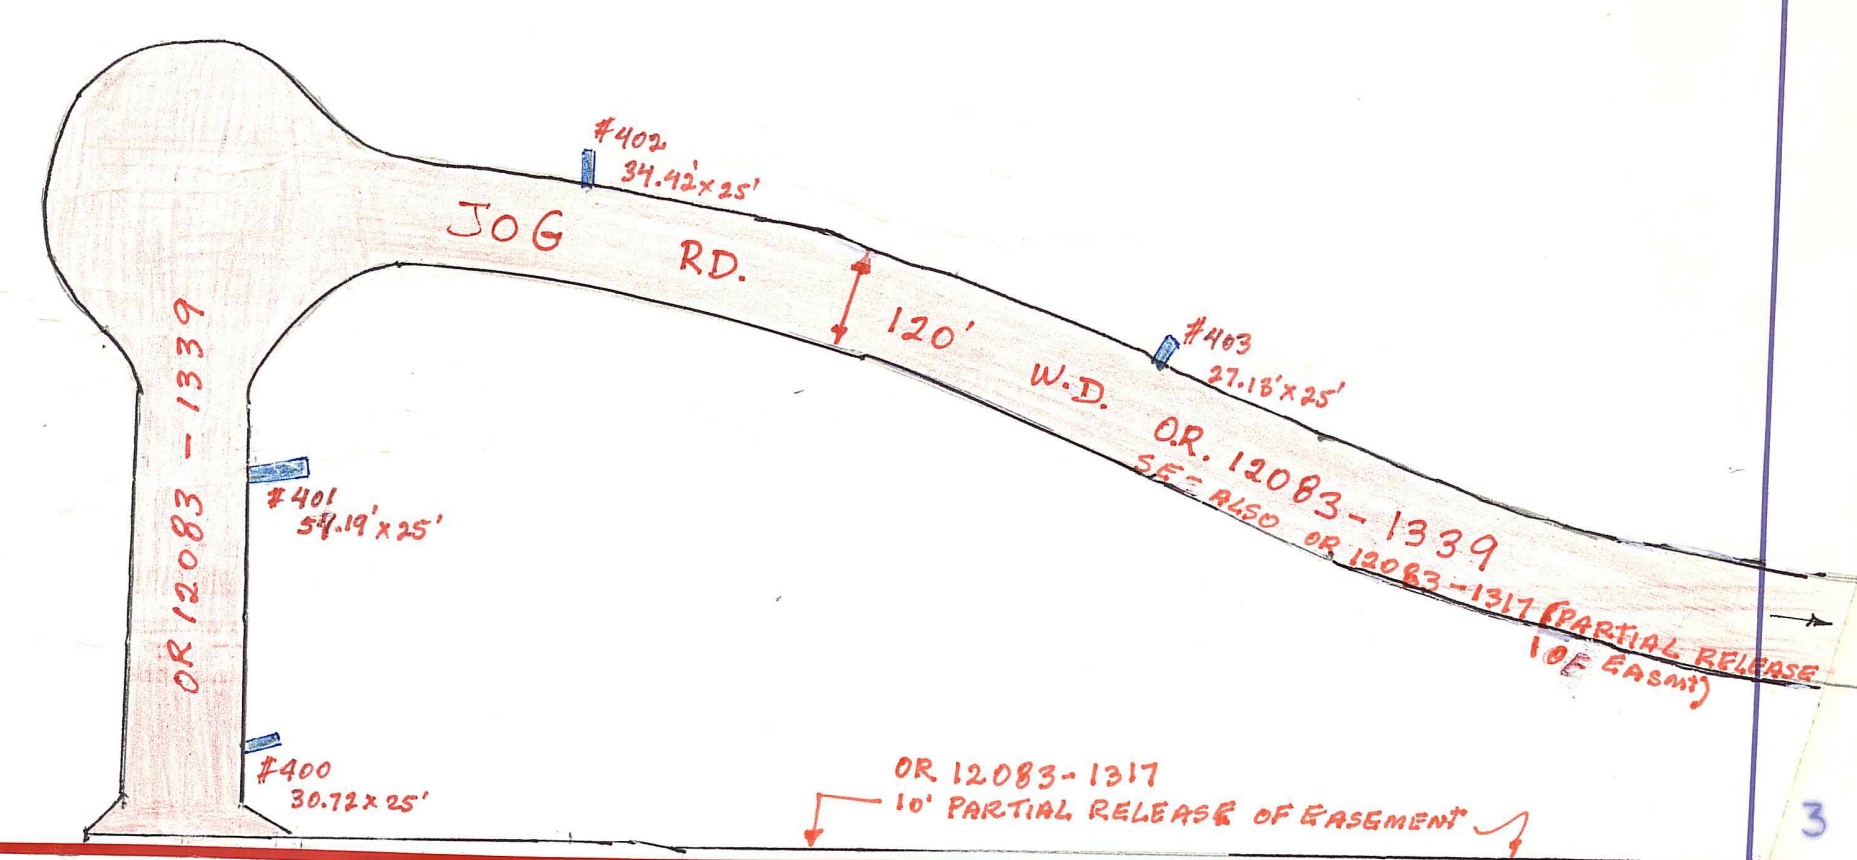 #402
34.42'x25'
JOG RD.
120'
#403
27.13'x25'
W.D. O.R. 12083-1339
SEE ALSO OR 12083-1317 (PARTIAL RELEASE
OF EASMT)
OR 12083-1339
#401
54.19'x25'
#400
30.72x25'
OR 12083-1317
10' PARTIAL RELEASE OF EASEMENT
3